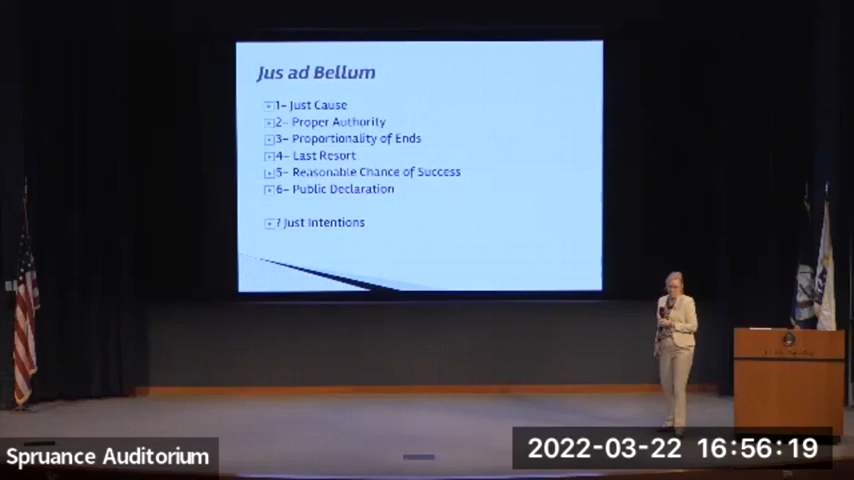 Jus ad Bellum
1- Just Cause
2- Proper Authority
3- Proportionality of Ends
4- Last Resort
5- Reasonable Chance of Success
6- Public Declaration
? Just Intentions
Spruance Auditorium
2022-03-22 16:56:19